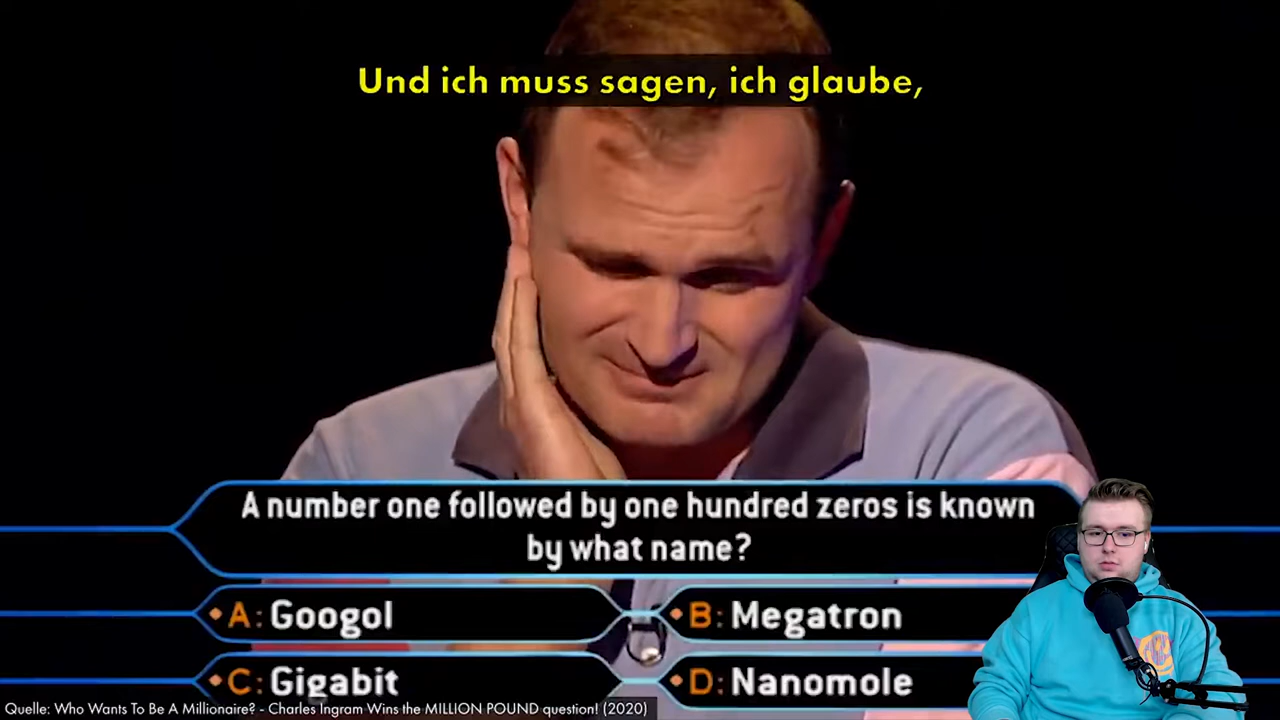 Und ich muss sagen, ich glaube,
A number one followed by one hundred zeros is known
by what name?
A: Googol
B: Megatron
C: Gigabit
D: Nanomole
Quelle: Who Wants To Be A Millionaire? - Charles Ingram Wins the MILLION POUND question! (2020)